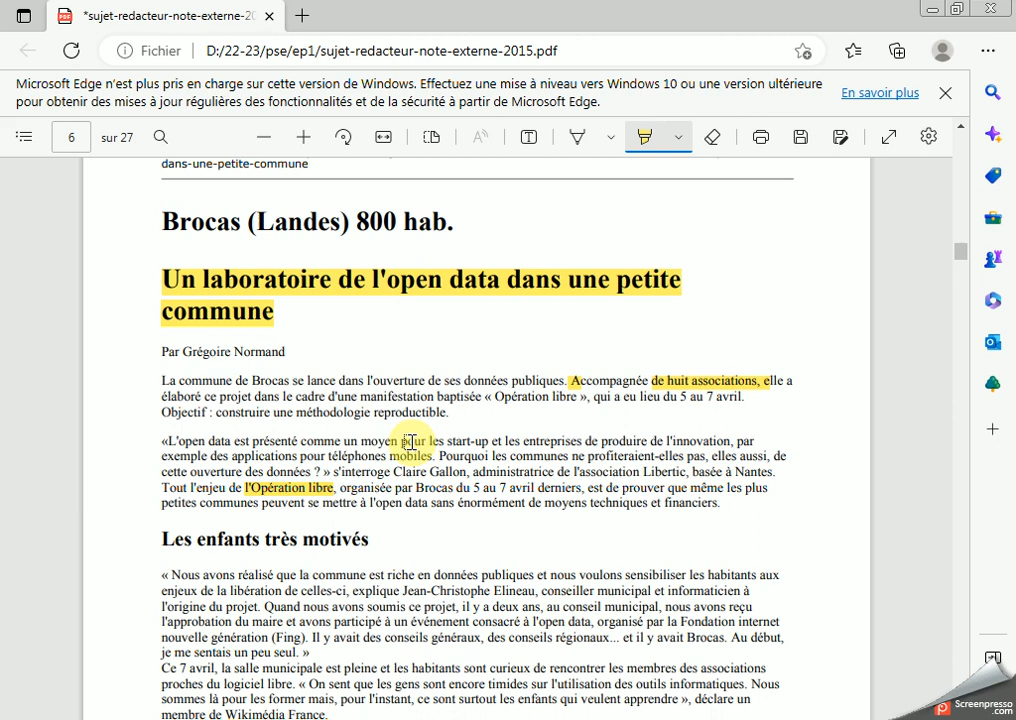 *sujet-redacteur-note-externe-20
Fichier
D:/22-23/pse/ep1/sujet-redacteur-note-externe-2015.pdf
Microsoft Edge n'est plus pris en charge sur cette version de Windows. Effectuez une mise à niveau vers Windows 10 ou une version ultérieure
pour obtenir des mises à jour régulières des fonctionnalités et de la sécurité à partir de Microsoft Edge.
En savoir plus
6 sur 27
dans-une-petite-commune
Brocas (Landes) 800 hab.
Un laboratoire de l'open data dans une petite
commune
Par Grégoire Normand
La commune de Brocas se lance dans l'ouverture de ses données publiques. Accompagnée de huit associations, elle a
élaboré ce projet dans le cadre d'une manifestation baptisée « Opération libre », qui a eu lieu du 5 au 7 avril.
Objectif : construire une méthodologie reproductible.
«L'open data est présenté comme un moyen pour les start-up et les entreprises de produire de l'innovation, par
exemple des applications pour téléphones mobiles. Pourquoi les communes ne profiteraient-elles pas, elles aussi, de
cette ouverture des données ? » s'interroge Claire Gallon, administratrice de l'association Libertic, basée à Nantes.
Tout l'enjeu de l'Opération libre, organisée par Brocas du 5 au 7 avril derniers, est de prouver que même les plus
petites communes peuvent se mettre à l'open data sans énormément de moyens techniques et financiers.
Les enfants très motivés
« Nous avons réalisé que la commune est riche en données publiques et nous voulons sensibiliser les habitants aux
enjeux de la libération de celles-ci, explique Jean-Christophe Elineau, conseiller municipal et informaticien à
l'origine du projet. Quand nous avons soumis ce projet, il y a deux ans, au conseil municipal, nous avons reçu
l'approbation du maire et avons participé à un événement consacré à l'open data, organisé par la Fondation internet
nouvelle génération (Fing). Il y avait des conseils généraux, des conseils régionaux... et il y avait Brocas. Au début,
je me sentais un peu seul. »
Ce 7 avril, la salle municipale est pleine et les habitants sont curieux de rencontrer les membres des associations
proches du logiciel libre. « On sent que les gens sont encore timides sur l'utilisation des outils informatiques. Nous
sommes là pour les former mais, pour l'instant, ce sont surtout les enfants qui veulent apprendre », déclare un
membre de Wikimédia France.
Screenpresso
.com